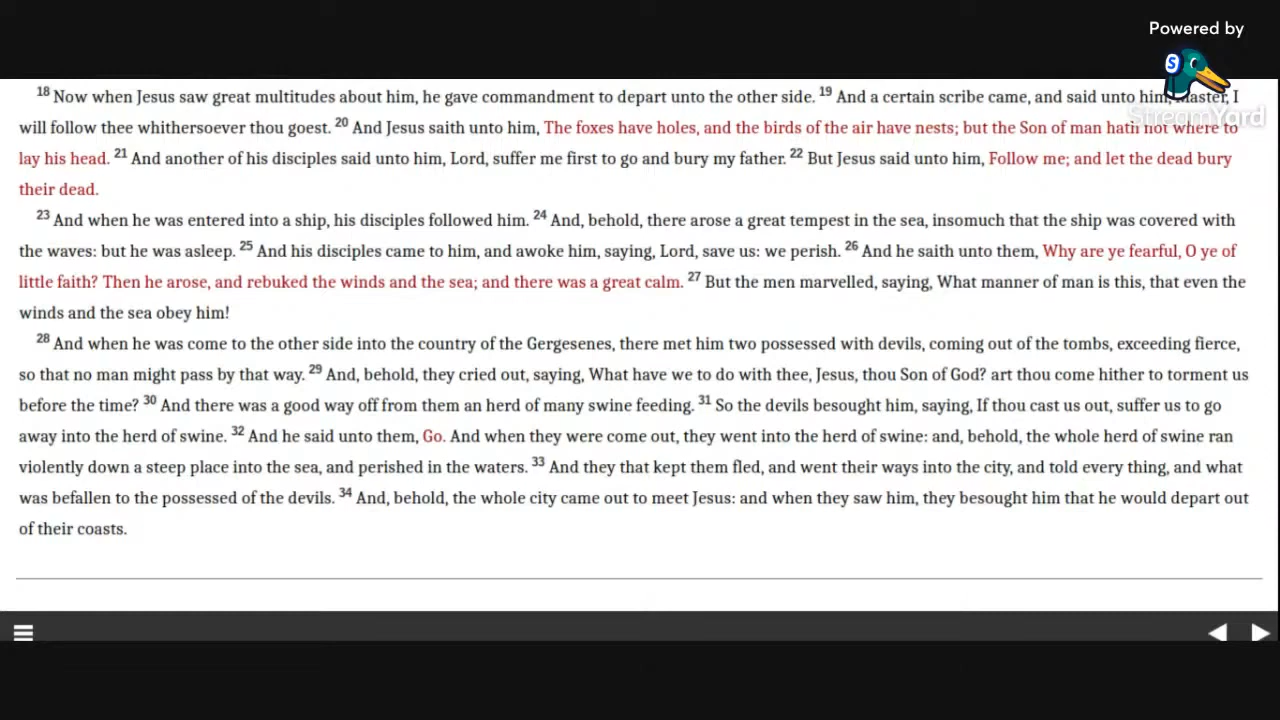 Powered by
S
StreamYard
18 Now when Jesus saw great multitudes about him, he gave commandment to depart unto the other side. 19 And a certain scribe came, and said unto him, Master, I
will follow thee whithersoever thou goest. 20 And Jesus saith unto him, The foxes have holes, and the birds of the air have nests; but the Son of man hath not where to
lay his head. 21 And another of his disciples said unto him, Lord, suffer me first to go and bury my father. 22 But Jesus said unto him, Follow me; and let the dead bury
their dead.
23 And when he was entered into a ship, his disciples followed him. 24 And, behold, there arose a great tempest in the sea, insomuch that the ship was covered with
the waves: but he was asleep. 25 And his disciples came to him, and awoke him, saying, Lord, save us: we perish. 26 And he saith unto them, Why are ye fearful, O ye of
little faith? Then he arose, and rebuked the winds and the sea; and there was a great calm. 27 But the men marvelled, saying, What manner of man is this, that even the
winds and the sea obey him!
28 And when he was come to the other side into the country of the Gergesenes, there met him two possessed with devils, coming out of the tombs, exceeding fierce,
so that no man might pass by that way. 29 And, behold, they cried out, saying, What have we to do with thee, Jesus, thou Son of God? art thou come hither to torment us
before the time? 30 And there was a good way off from them an herd of many swine feeding. 31 So the devils besought him, saying, If thou cast us out, suffer us to go
away into the herd of swine. 32 And he said unto them, Go. And when they were come out, they went into the herd of swine: and, behold, the whole herd of swine ran
violently down a steep place into the sea, and perished in the waters. 33 And they that kept them fled, and went their ways into the city, and told every thing, and what
was befallen to the possessed of the devils. 34 And, behold, the whole city came out to meet Jesus: and when they saw him, they besought him that he would depart out
of their coasts.